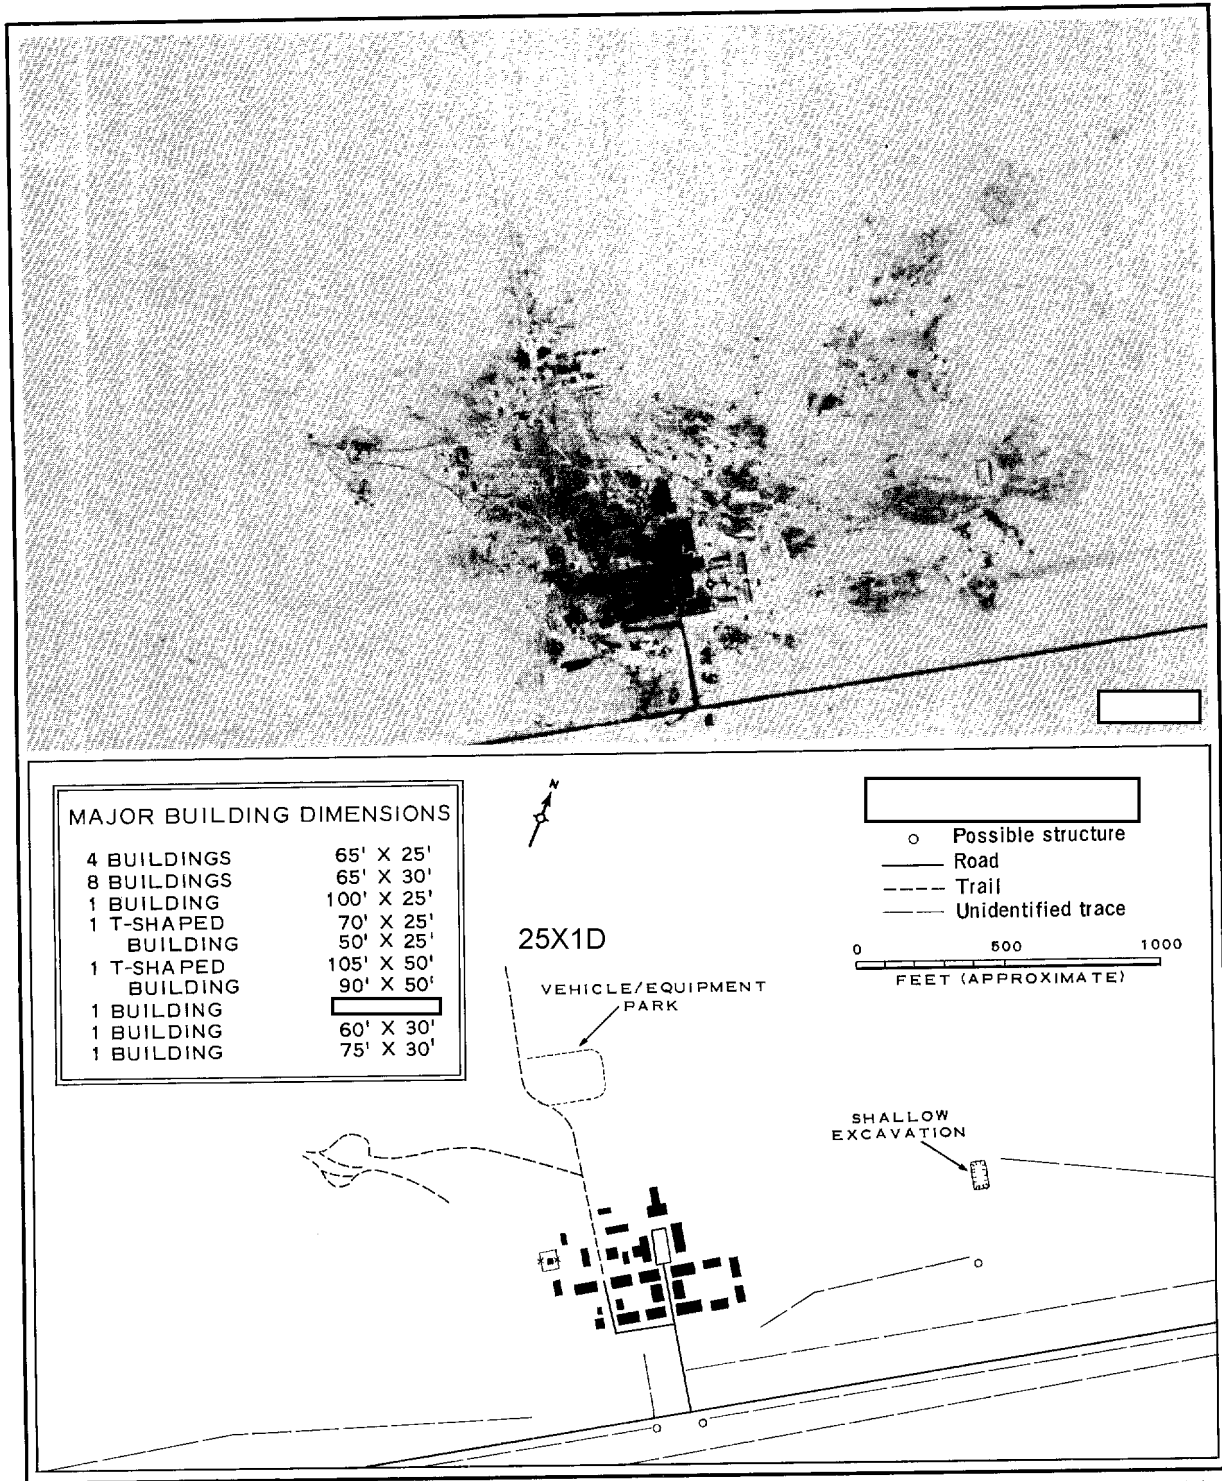 MAJOR BUILDING DIMENSIONS
4 BUILDINGS 65' X 25'
8 BUILDINGS 65' X 30'
1 BUILDING 100' X 25'
1 T-SHAPED 70' X 25'
BUILDING 50' X 25'
1 T-SHAPED 105' X 50'
BUILDING 90' X 50'
1 BUILDING
1 BUILDING 60' X 30'
1 BUILDING 75' X 30'
N
Possible structure
Road
Trail
Unidentified trace
0 500 1000
FEET (APPROXIMATE)
25X1D
VEHICLE/EQUIPMENT
PARK
SHALLOW
EXCAVATION